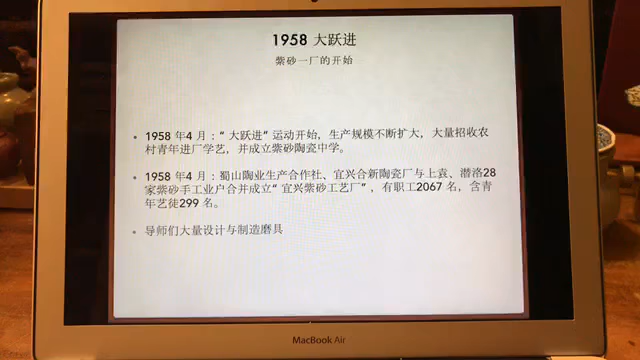 1958 大跃进
紫砂一厂的开始
• 1958 年4 月：“ 大跃进” 运动开始，生产规模不断扩大，大量招收农
村青年进厂学艺，并成立紫砂陶瓷中学。
• 1958 年4 月：蜀山陶业生产合作社、宜兴合新陶瓷厂与上袁、潜洛28
家紫砂手工业户合并成立“ 宜兴紫砂工艺厂” ，有职工2067 名，含青
年艺徒299 名。
• 导师们大量设计与制造磨具
MacBook Air